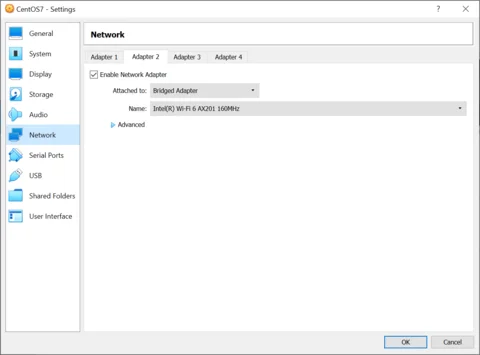 CentOS7 - Settings
?
General
System
Display
Storage
Audio
Network
Serial Ports
USB
Shared Folders
User Interface
Network
Adapter 1 Adapter 2 Adapter 3 Adapter 4
Enable Network Adapter
Attached to: Bridged Adapter
Name: Intel(R) Wi-Fi 6 AX201 160MHz
Advanced
OK Cancel